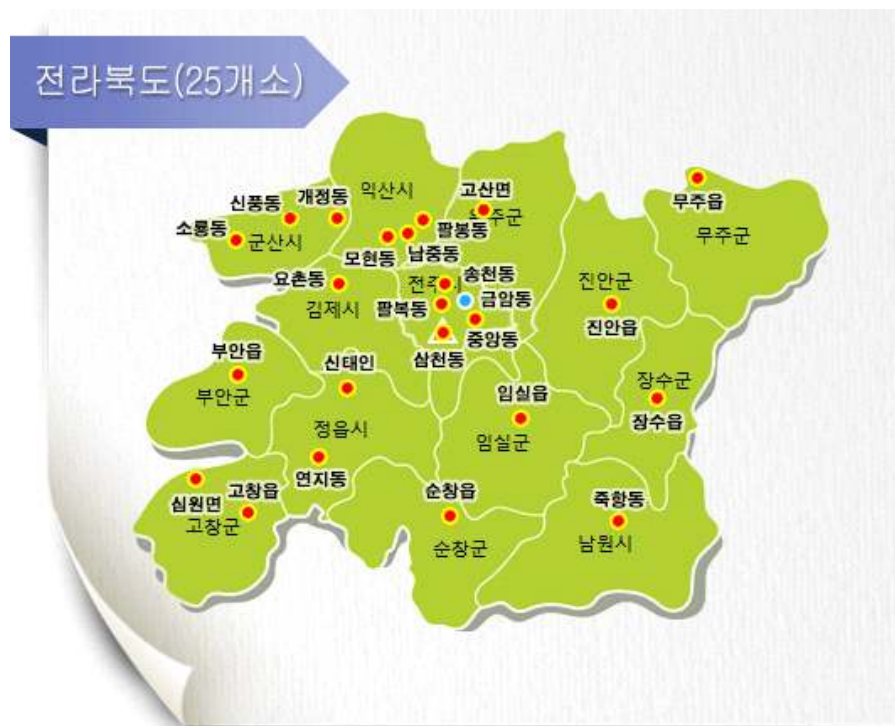 전라북도(25개소)
익산시
신풍동
개정동
고산면
무주읍
소룡동
군산시
팔봉동
무주군
모현동
남중동
요촌동
송천동
김제시
진안군
팔복동
금암동
중앙동
진안읍
삼천동
부안읍
신태인
부안군
장수군
임실읍
장수읍
정읍시
임실군
연지동
심원면
고창읍
순창읍
죽항동
고창군
순창군
남원시